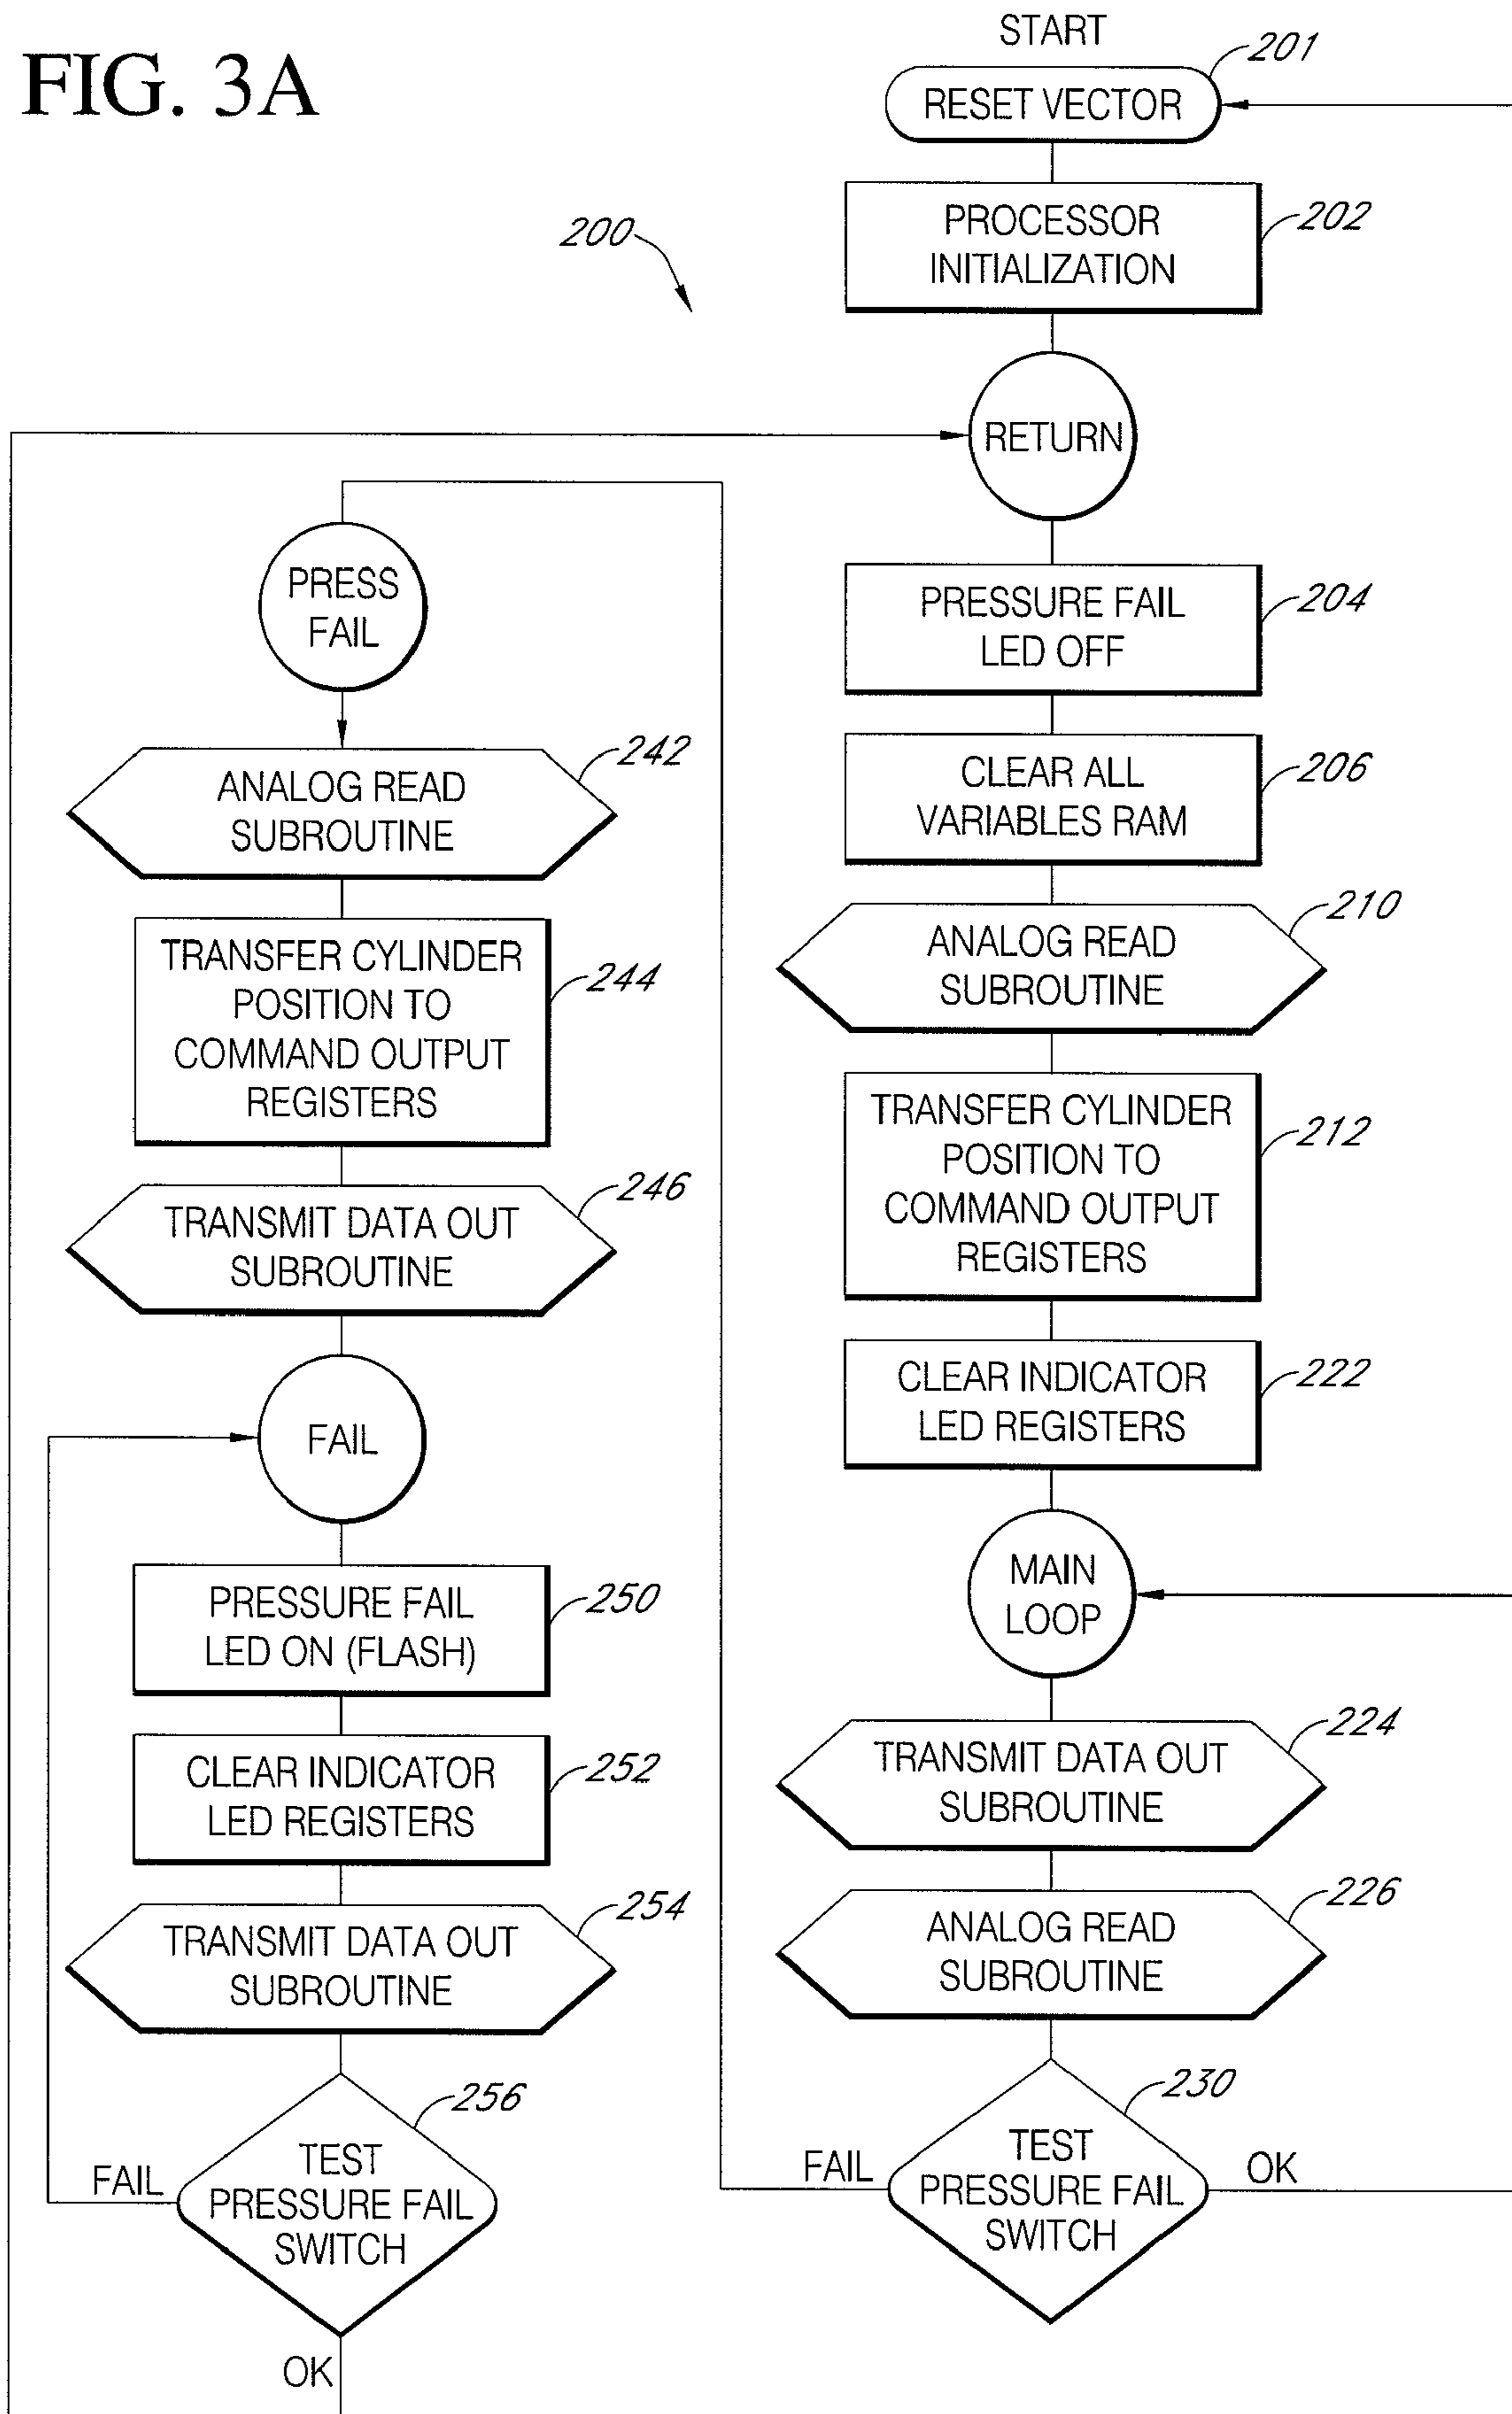 FIG. 3A
START
RESET VECTOR
201
PROCESSOR
INITIALIZATION
202
200
RETURN
PRESSURE FAIL
LED OFF
204
CLEAR ALL
VARIABLES RAM
206
ANALOG READ
SUBROUTINE
210
TRANSFER CYLINDER
POSITION TO
COMMAND OUTPUT
REGISTERS
212
CLEAR INDICATOR
LED REGISTERS
222
MAIN
LOOP
TRANSMIT DATA OUT
SUBROUTINE
224
ANALOG READ
SUBROUTINE
226
TEST
PRESSURE FAIL
SWITCH
230
FAIL
OK
PRESS
FAIL
ANALOG READ
SUBROUTINE
242
TRANSFER CYLINDER
POSITION TO
COMMAND OUTPUT
REGISTERS
244
TRANSMIT DATA OUT
SUBROUTINE
246
FAIL
PRESSURE FAIL
LED ON (FLASH)
250
CLEAR INDICATOR
LED REGISTERS
252
TRANSMIT DATA OUT
SUBROUTINE
254
TEST
PRESSURE FAIL
SWITCH
256
FAIL
OK